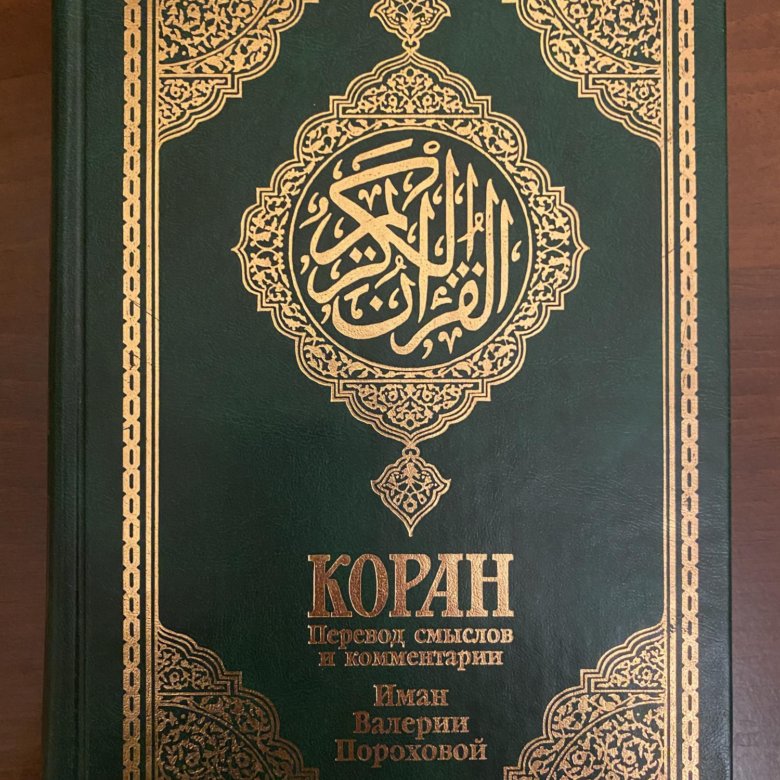 القرآن الكريم
КОРАН
Перевод смыслов
и комментарии
Иман
Валерии
Пороховой